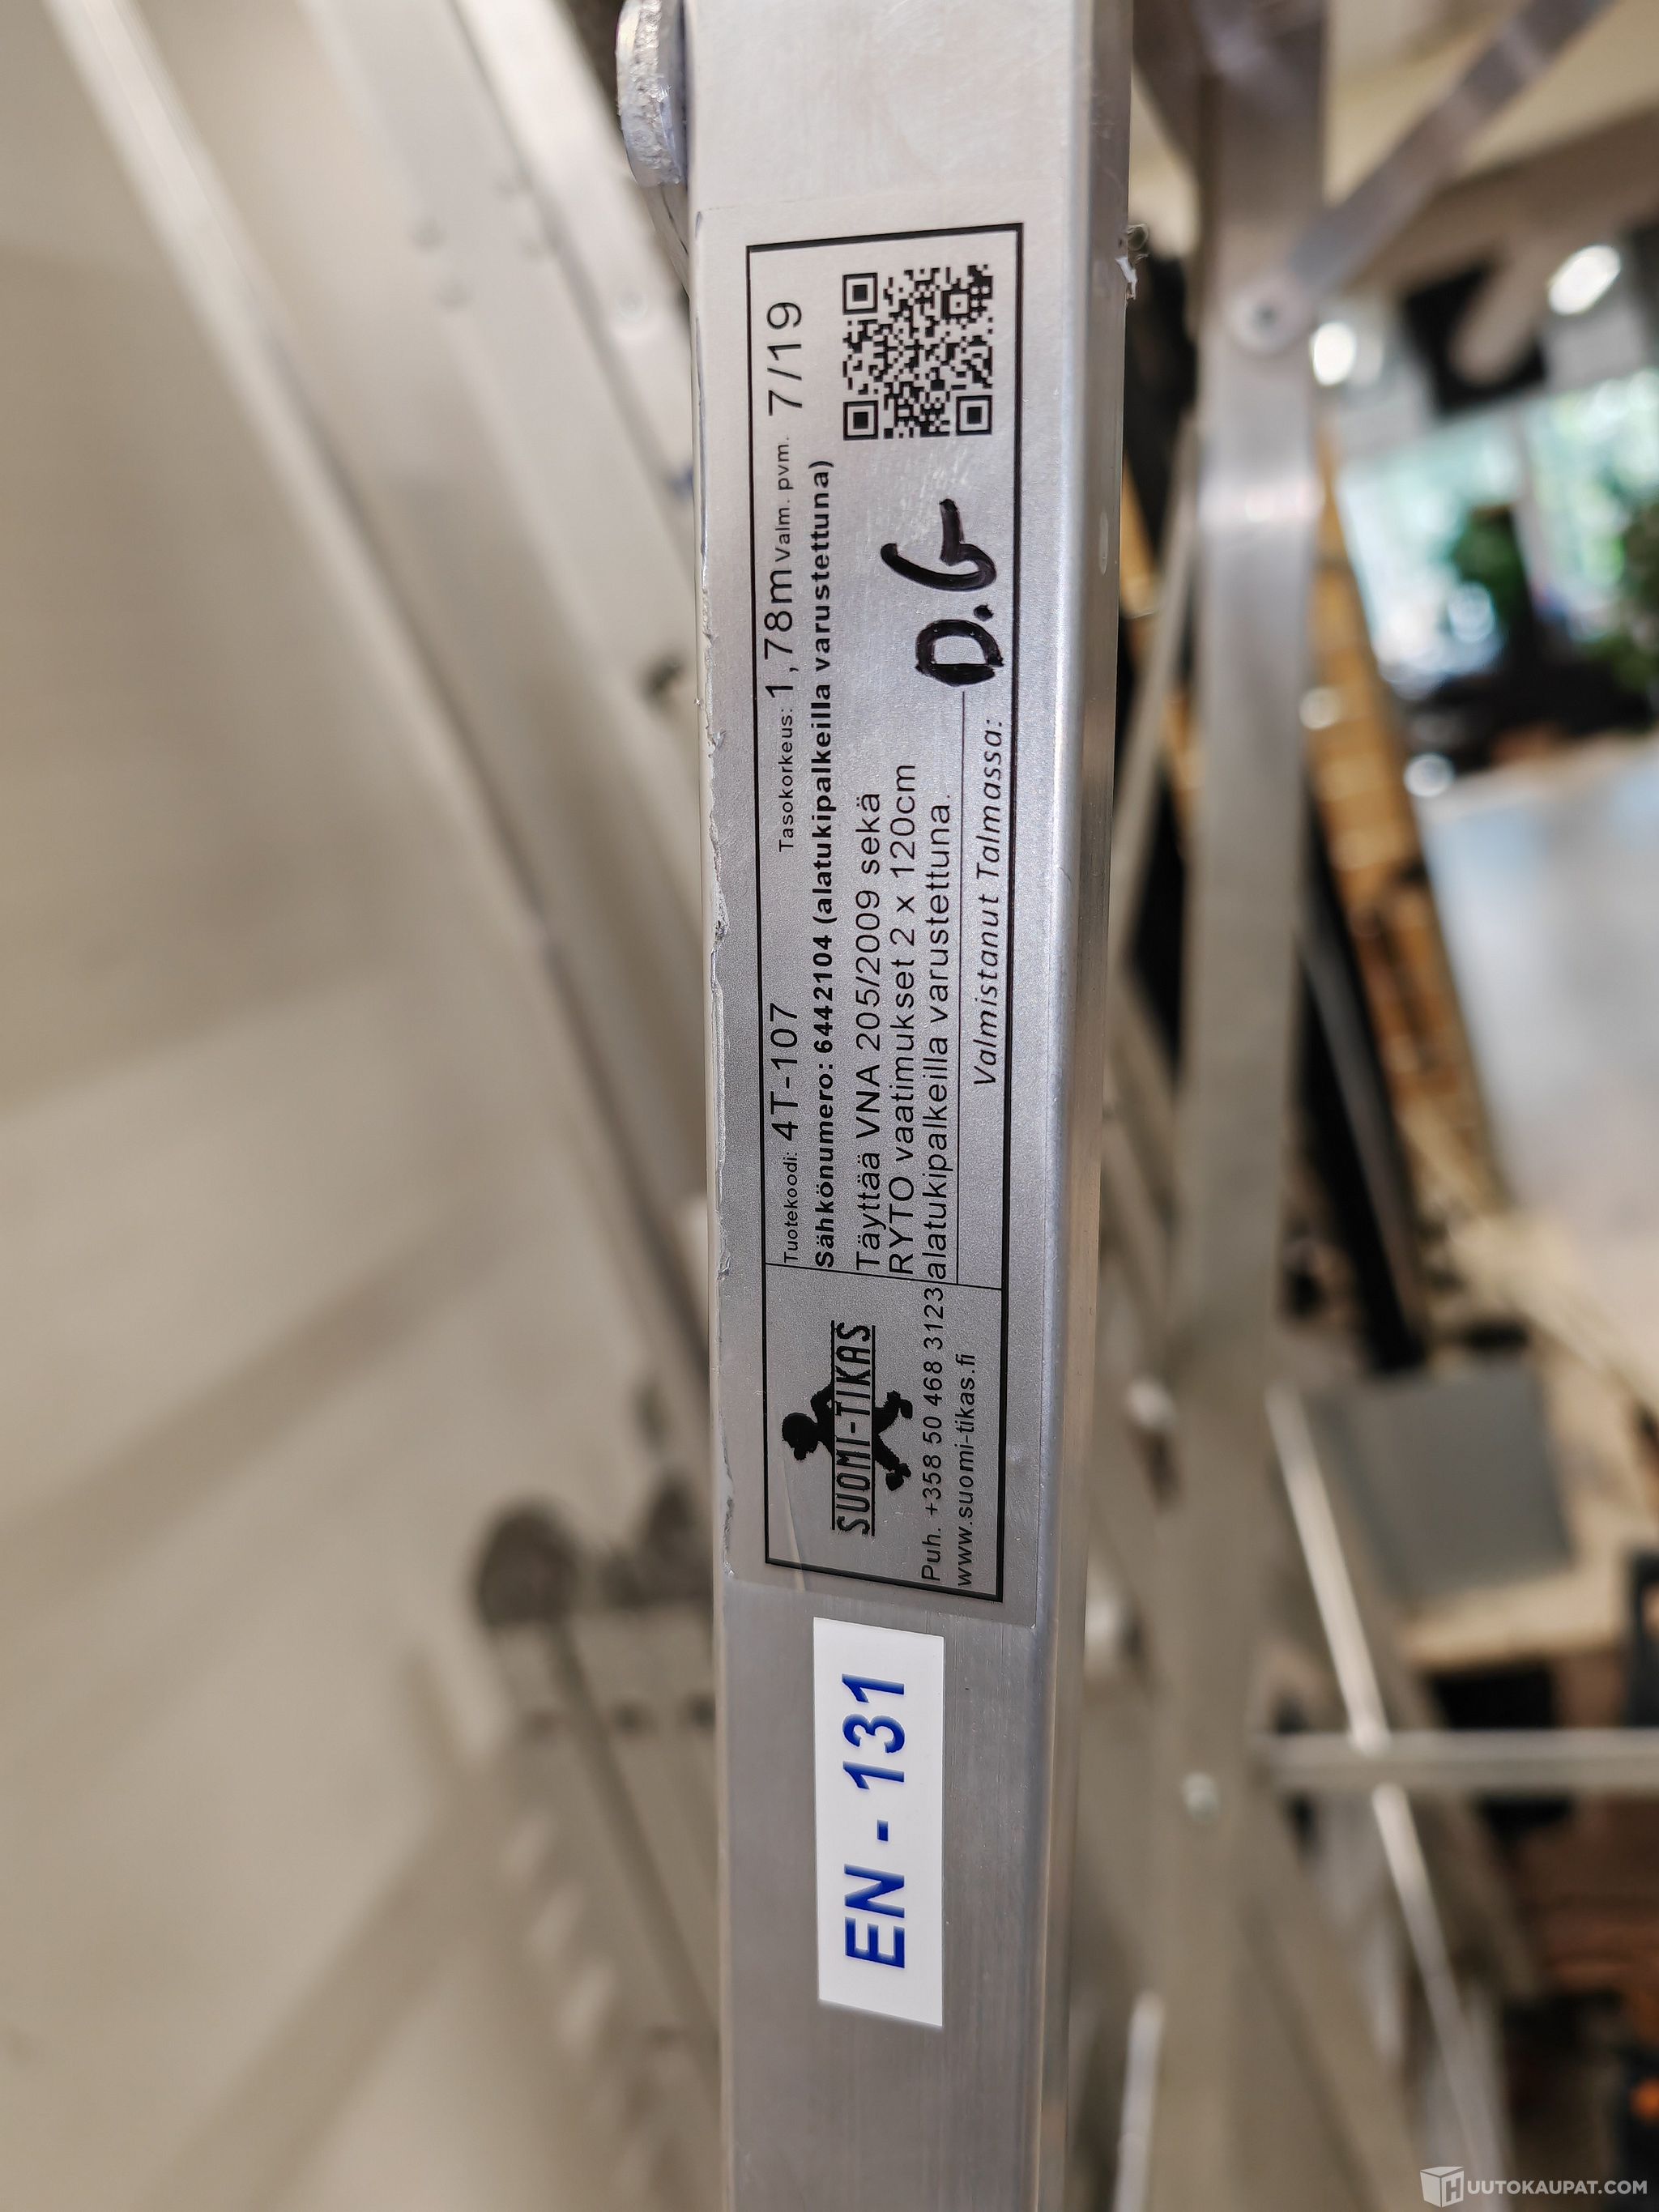 SUOMI-TIKAS
Puh. +358 50 468 3123
www.suomi-tikas.fi
Tuotekoodi: 4T-107 Tasokorkeus: 1,78m Valm. pvm. 7/19
Sähkönumero: 6442104 (alatukipalkeilla varustettuna)
Täyttää VNA 205/2009 sekä
RYTO vaatimukset 2 x 120cm
alatukipalkeilla varustettuna.
Valmistanut Talmassa: D.G
EN - 131
HUUTOKAUPAT.COM